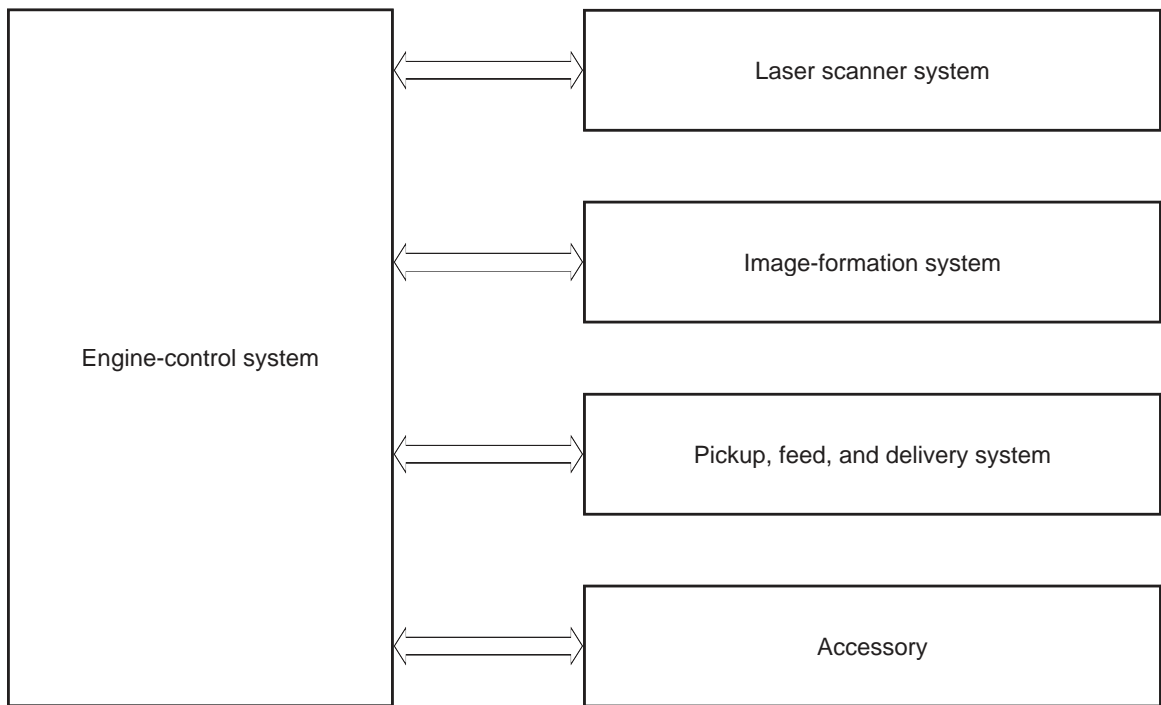 Laser scanner system
Image-formation system
Engine-control system
Pickup, feed, and delivery system
Accessory